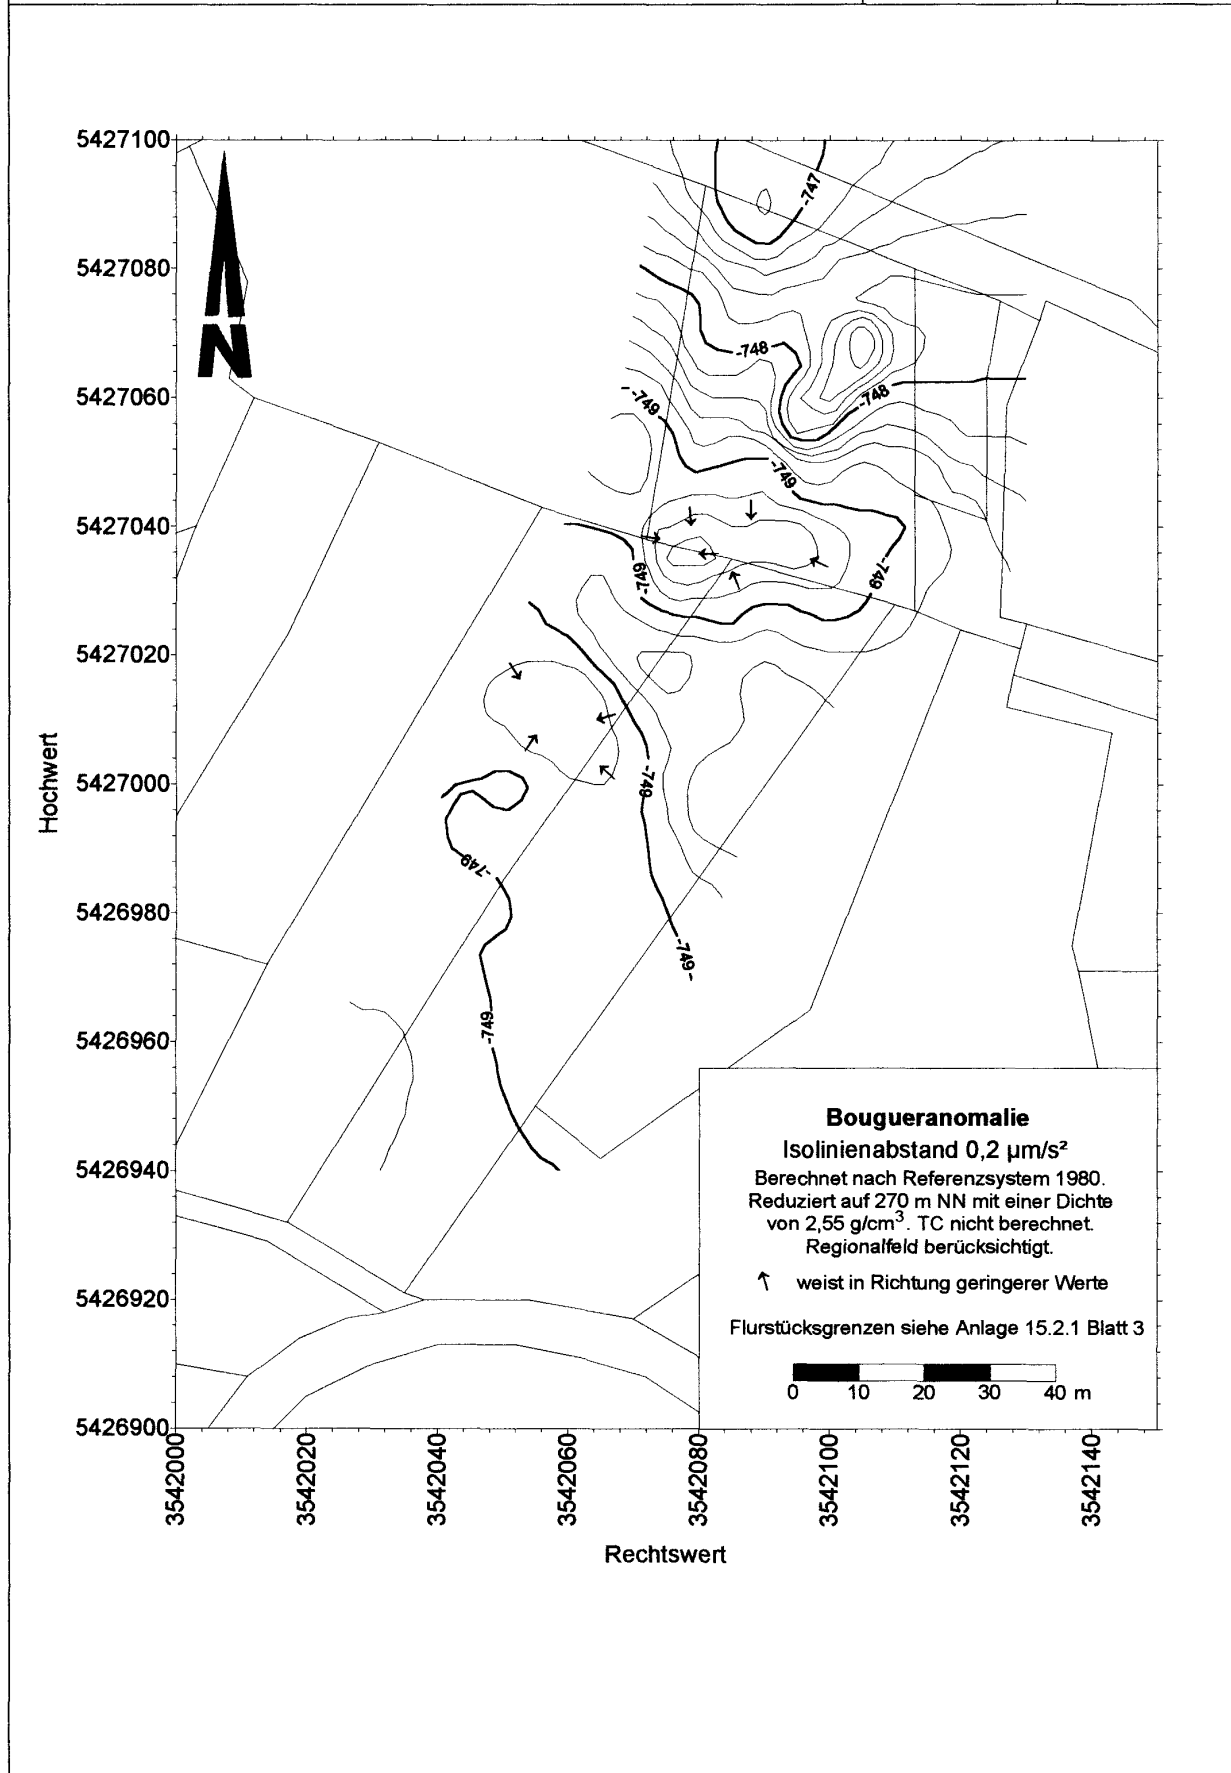 5427100
5427080
5427060
5427040
5427020
5427000
5426980
5426960
5426940
5426920
5426900
Hochwert
N
-747
-748
-748
-749
-749
-749
-749
-749
-749
-749
-749
Bougueranomalie
Isolinienabstand 0,2 µm/s²
Berechnet nach Referenzsystem 1980.
Reduziert auf 270 m NN mit einer Dichte
von 2,55 g/cm³. TC nicht berechnet.
Regionalfeld berücksichtigt.
weist in Richtung geringerer Werte
Flurstücksgrenzen siehe Anlage 15.2.1 Blatt 3
0 10 20 30 40 m
3542000
3542020
3542040
3542060
3542080
3542100
3542120
3542140
Rechtswert